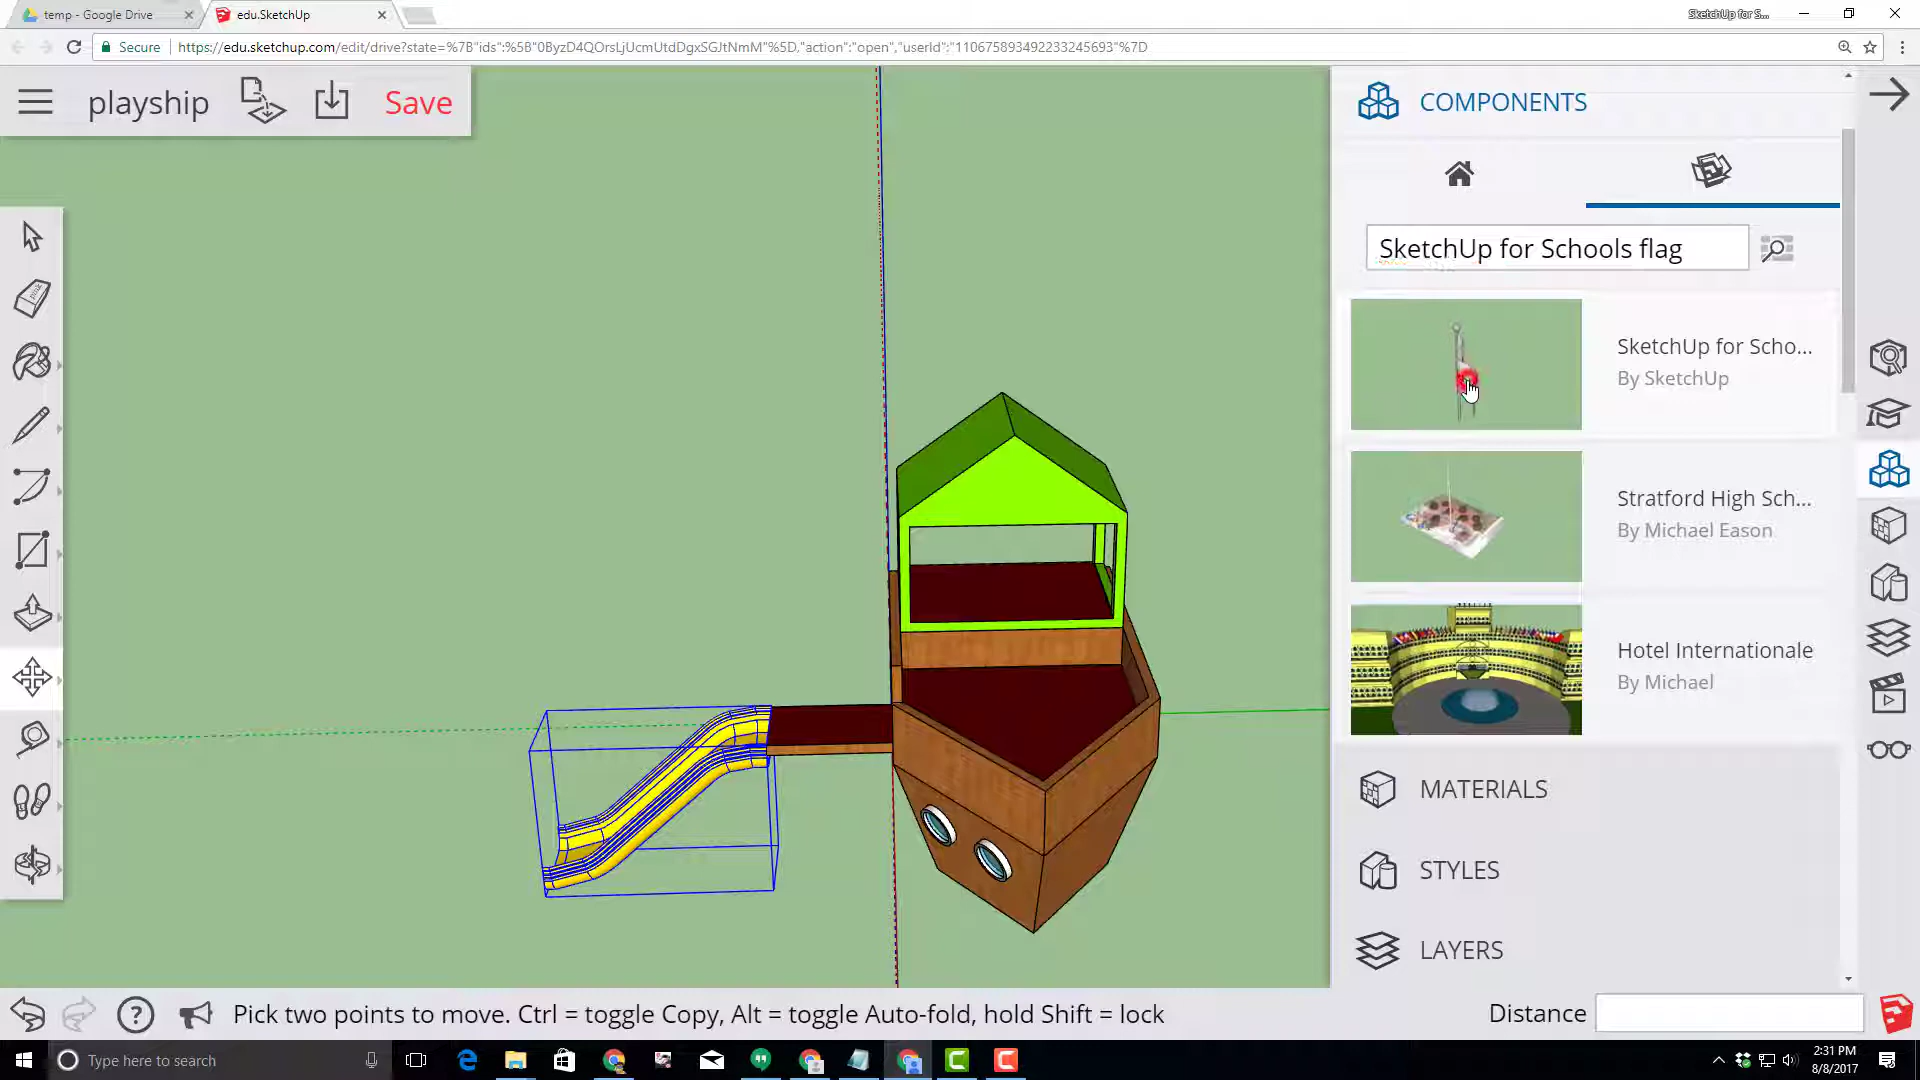 temp - Google Drive
edu.SketchUp
SketchUp for S...
Secure
https://edu.sketchup.com/edit/drive?state=%7B"ids":%5B"0ByzD4QOrsLjUcmUtdDgxSGJtNmM"%5D,"action":"open","userId":"110675893492233245693"%7D
playship
Save
COMPONENTS
SketchUp for Schools flag
SketchUp for Scho...
By SketchUp
Stratford High Sch...
By Michael Eason
Hotel Internationale
By Michael
MATERIALS
STYLES
LAYERS
Pick two points to move. Ctrl = toggle Copy, Alt = toggle Auto-fold, hold Shift = lock
Distance
Type here to search
2:31 PM
8/8/2017